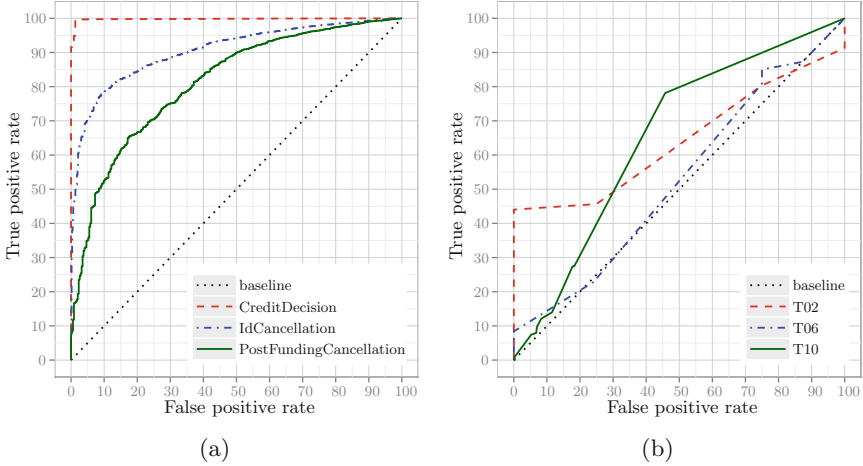 100
90
80
70
60
50
40
30
20
10
0
True positive rate
baseline
CreditDecision
IdCancellation
PostFundingCancellation
0 10 20 30 40 50 60 70 80 90 100
False positive rate
(a)
100
90
80
70
60
50
40
30
20
10
0
True positive rate
baseline
T02
T06
T10
0 10 20 30 40 50 60 70 80 90 100
False positive rate
(b)